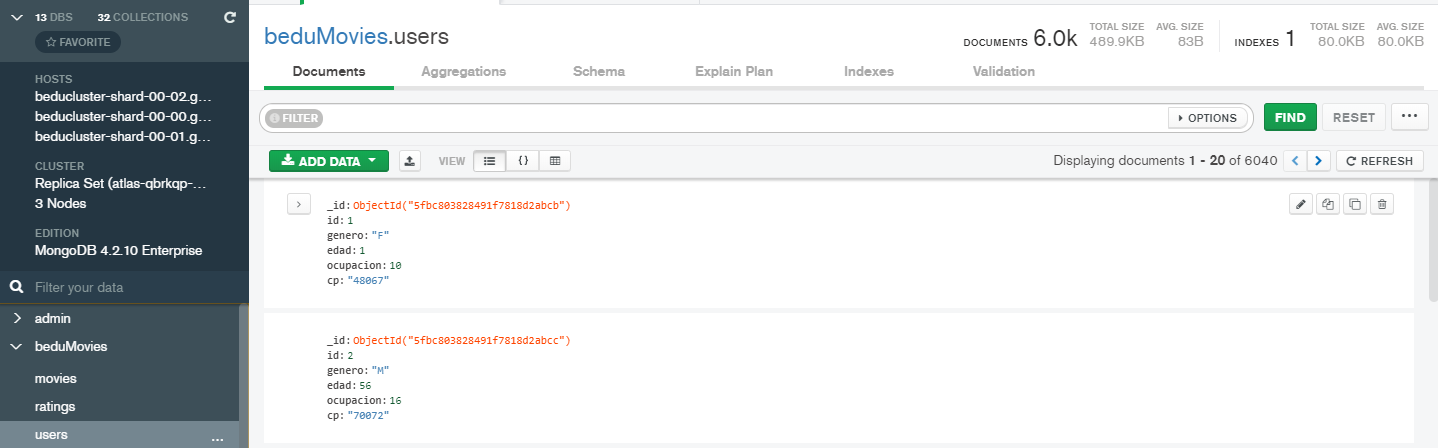 13 DBS 32 COLLECTIONS
FAVORITE
HOSTS
beducluster-shard-00-02.g...
beducluster-shard-00-00.g...
beducluster-shard-00-01.g...
CLUSTER
Replica Set (atlas-qbrkqp-...
3 Nodes
EDITION
MongoDB 4.2.10 Enterprise
Filter your data
admin
beduMovies
movies
ratings
users ...
beduMovies.users
DOCUMENTS 6.0k TOTAL SIZE 489.9KB AVG. SIZE 83B INDEXES 1 TOTAL SIZE 80.0KB AVG. SIZE 80.0KB
Documents Aggregations Schema Explain Plan Indexes Validation
FILTER OPTIONS FIND RESET ...
ADD DATA VIEW {} Displaying documents 1 - 20 of 6040 < > REFRESH
_id: ObjectId("5fbc803828491f7818d2abcb")
id: 1
genero: "F"
edad: 1
ocupacion: 10
cp: "48067"
_id: ObjectId("5fbc803828491f7818d2abcc")
id: 2
genero: "M"
edad: 56
ocupacion: 16
cp: "70072"